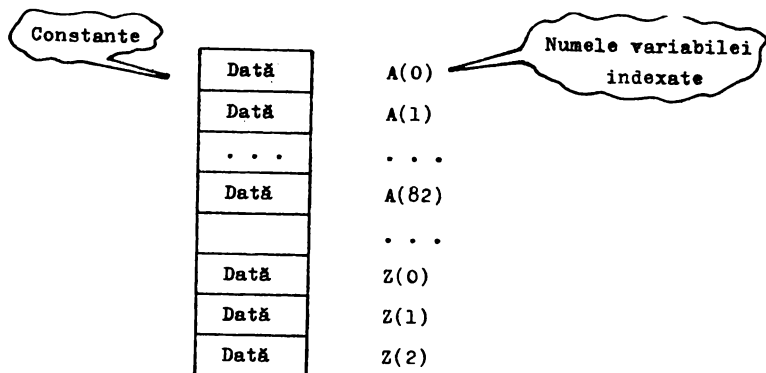 Constante
Numele variabilei
indexate
Dată A(0)
Dată A(1)
. . . . . .
Dată A(82)
. . .
Dată Z(0)
Dată Z(1)
Dată Z(2)